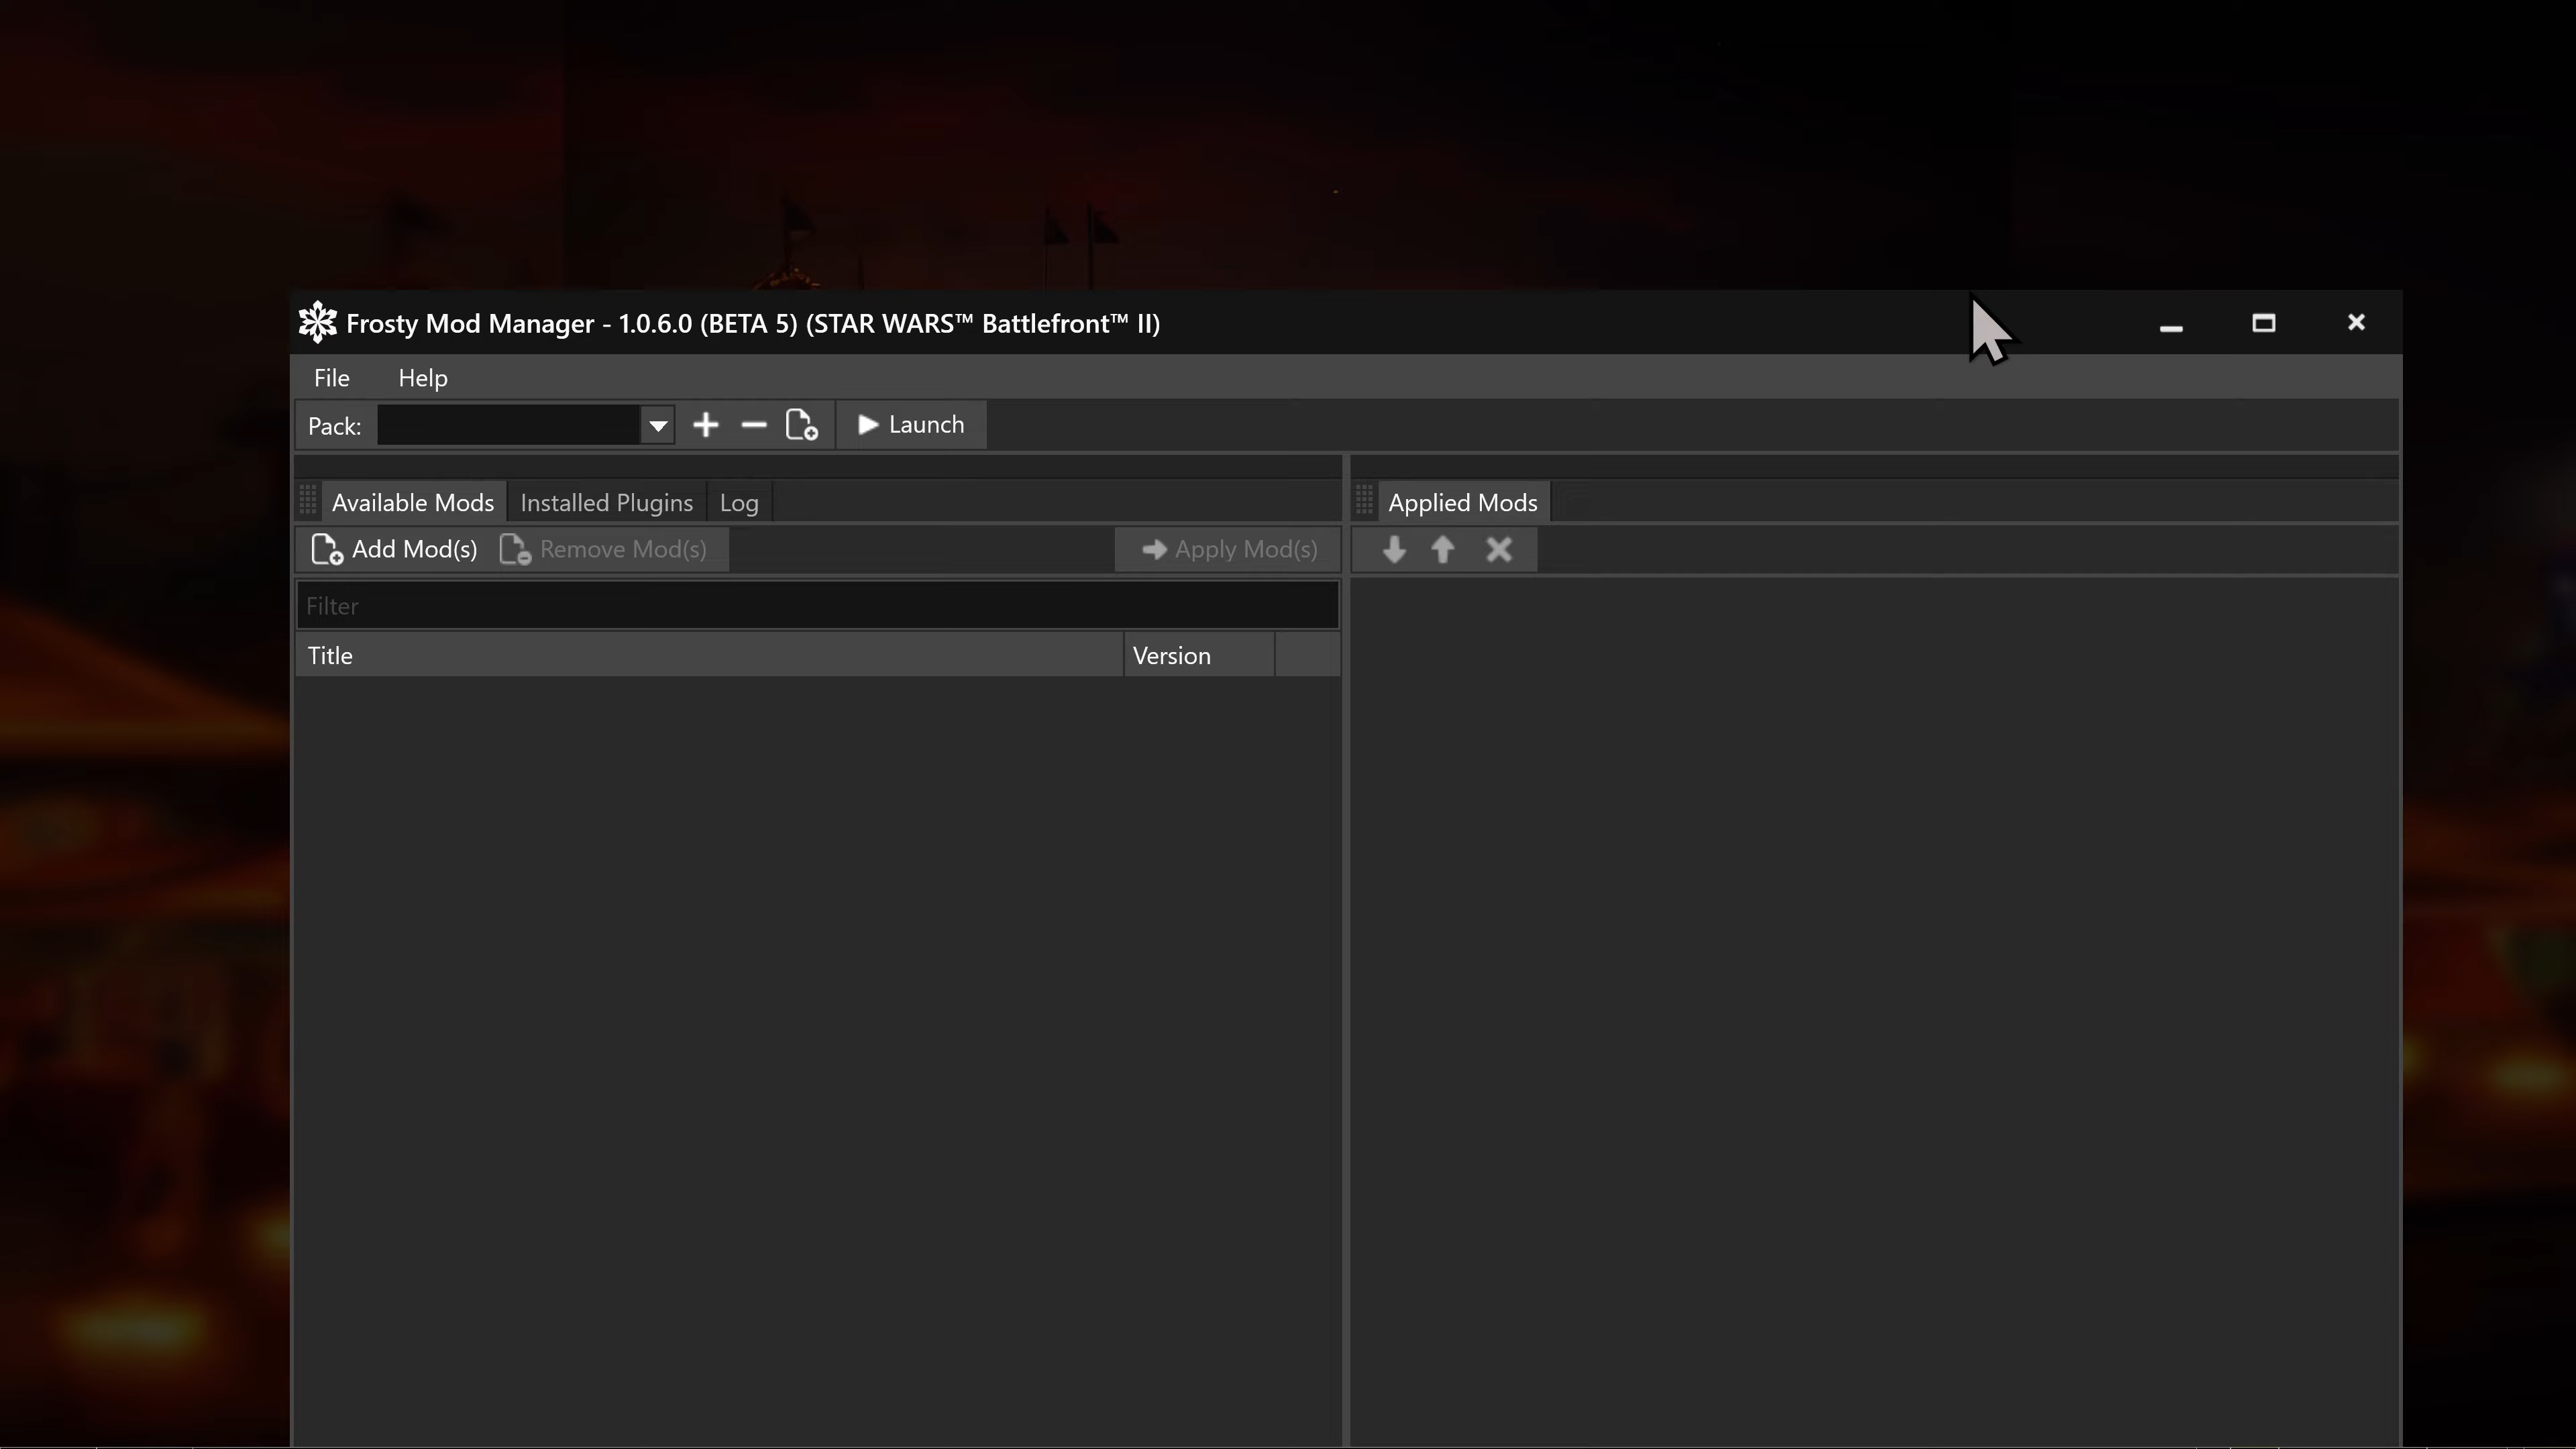 Frosty Mod Manager - 1.0.6.0 (BETA 5) (STAR WARS™ Battlefront™ II)
File Help
Pack: Launch
Available Mods Installed Plugins Log Applied Mods
Add Mod(s) Remove Mod(s) Apply Mod(s)
Filter
Title Version